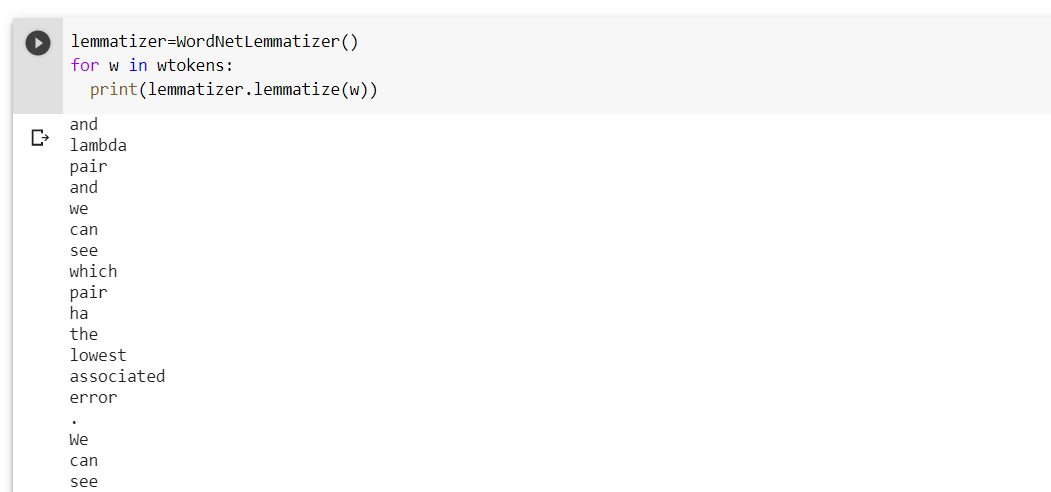 lemmatizer=WordNetLemmatizer()
for w in wtokens:
  print(lemmatizer.lemmatize(w))
and
lambda
pair
and
we
can
see
which
pair
ha
the
lowest
associated
error
.
We
can
see